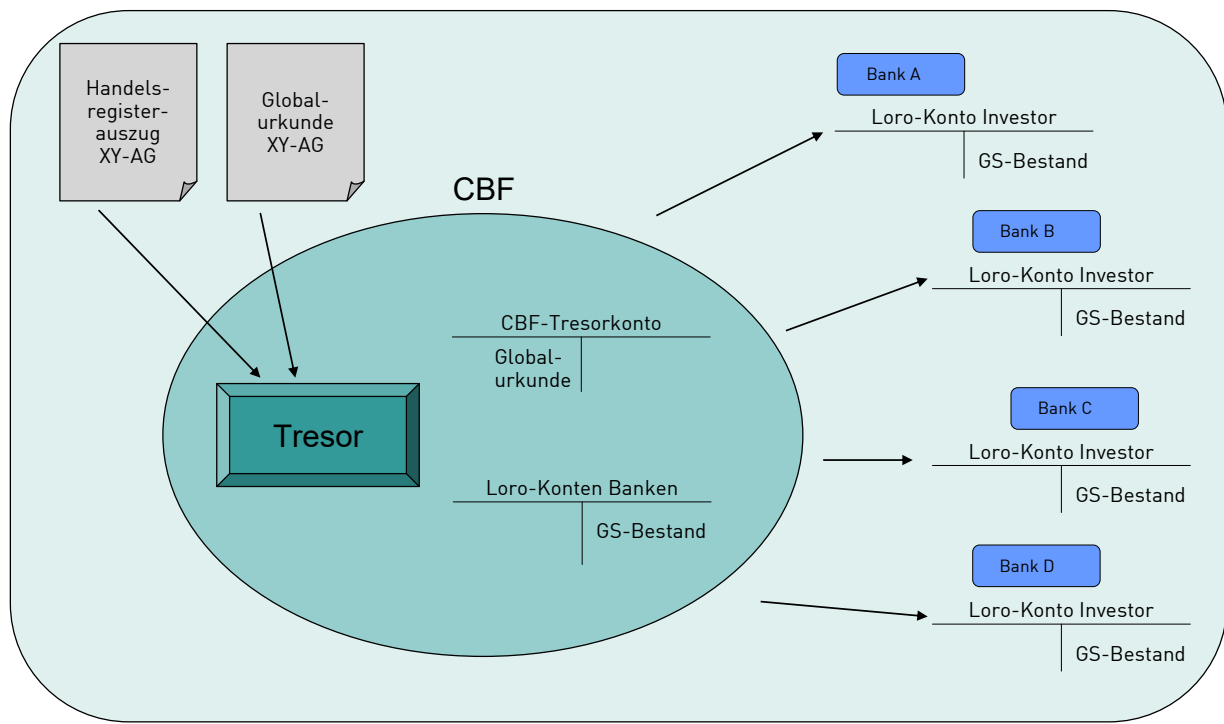 Handels-
register-
auszug
XY-AG
Global-
urkunde
XY-AG
CBF
CBF-Tresorkonto
Global-
urkunde
Tresor
Loro-Konten Banken
GS-Bestand
Bank A
Loro-Konto Investor
GS-Bestand
Bank B
Loro-Konto Investor
GS-Bestand
Bank C
Loro-Konto Investor
GS-Bestand
Bank D
Loro-Konto Investor
GS-Bestand